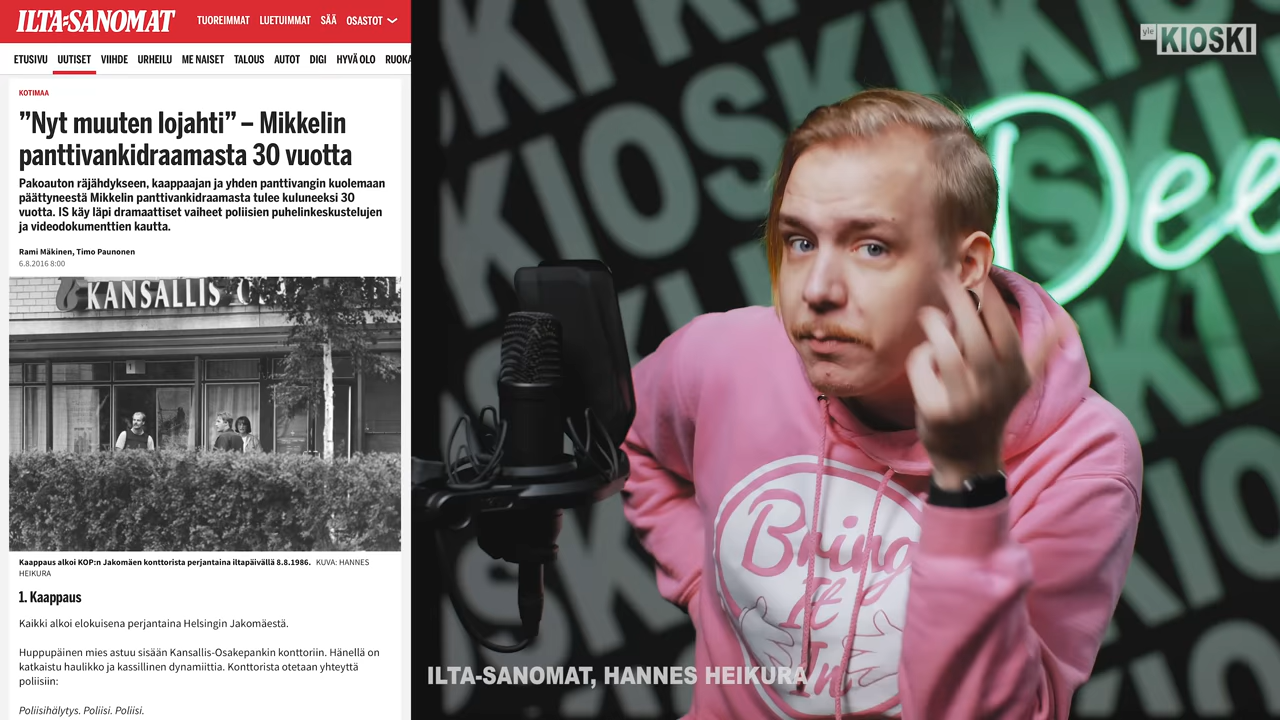 ILTA-SANOMAT
TUOREIMMAT LUETUIMMAT SÄÄ OSASTOT
ETUSIVU UUTISET VIIHDE URHEILU ME NAISET TALOUS AUTOT DIGI HYVÄ OLO RUOKA
KOTIMAA
”Nyt muuten lojahti” – Mikkelin
panttivankidraamasta 30 vuotta
Pakoauton räjähdykseen, kaappaajan ja yhden panttivangin kuolemaan
päättyneestä Mikkelin panttivankidraamasta tulee kuluneeksi 30
vuotta. IS käy läpi dramaattiset vaiheet poliisien puhelinkeskustelujen
ja videodokumenttien kautta.
Rami Mäkinen, Timo Paunonen
6.8.2016 8:00
KANSALLIS
Kaappaus alkoi KOP:n Jakomäen konttorista perjantaina iltapäivällä 8.8.1986. KUVA: HANNES
HEIKURA
1. Kaappaus
Kaikki alkoi elokuisena perjantaina Helsingin Jakomäestä.
Huppupäinen mies astuu sisään Kansallis-Osakepankin konttoriin. Hänellä on
katkaistu haulikko ja kassillinen dynamiittia. Konttorista otetaan yhteyttä
poliisiin:
Poliisihälytys. Poliisi. Poliisi.
yle KIOSKI
KIOSKI
Dee
Bring
It
In
ILTA-SANOMAT, HANNES HEIKURA